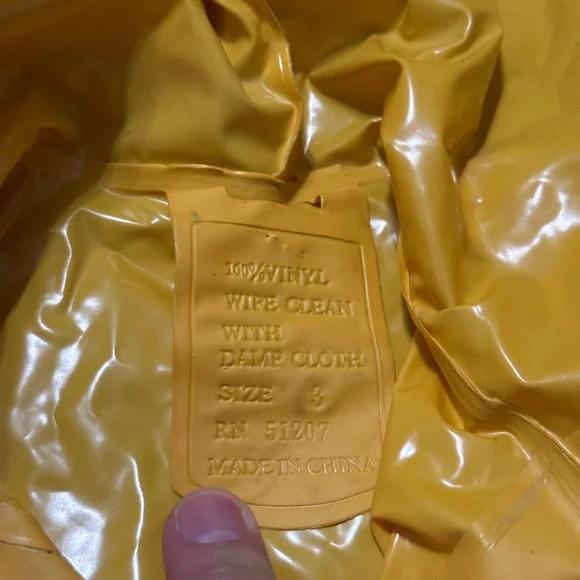 100% VINYL
WIPE CLEAN
WITH
DAMP CLOTH
SIZE 3
RN 51207
MADE IN CHINA